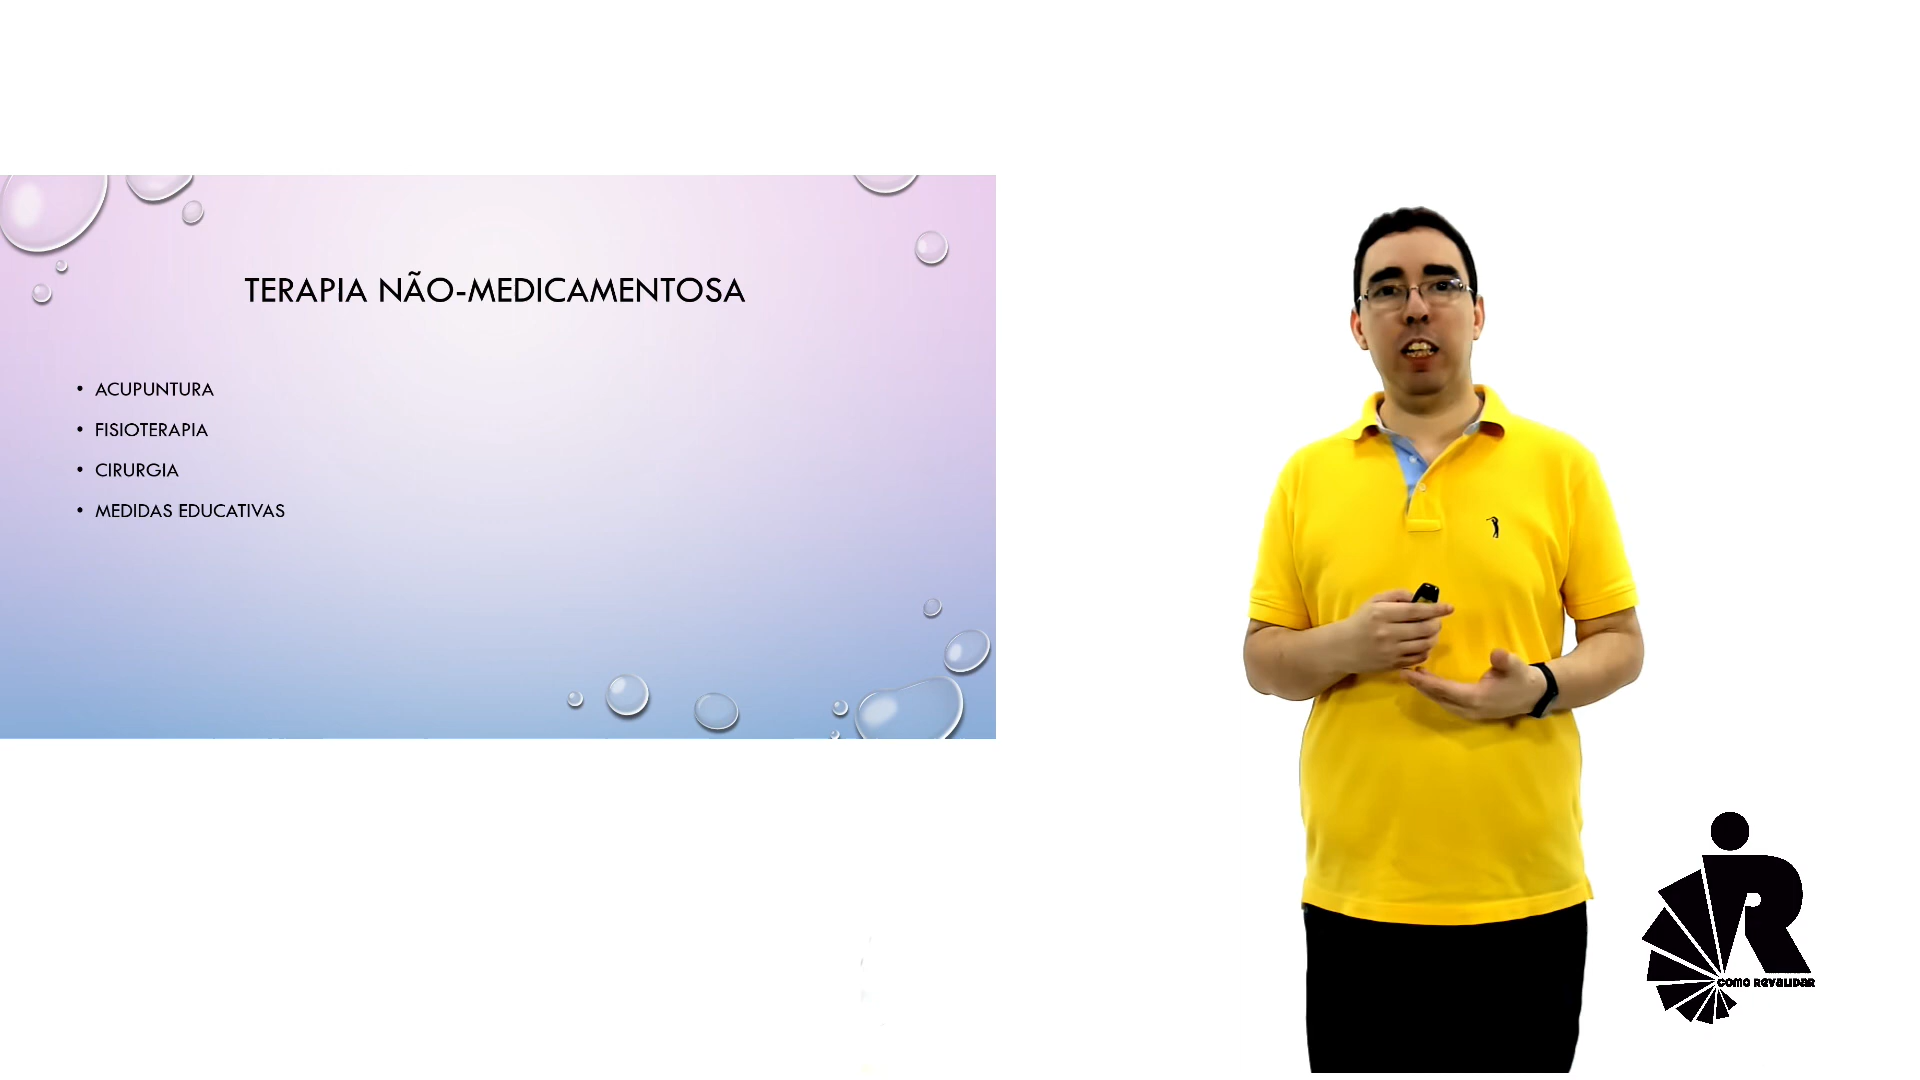 TERAPIA NÃO-MEDICAMENTOSA
• ACUPUNTURA
• FISIOTERAPIA
• CIRURGIA
• MEDIDAS EDUCATIVAS
COMO REVALIDAR